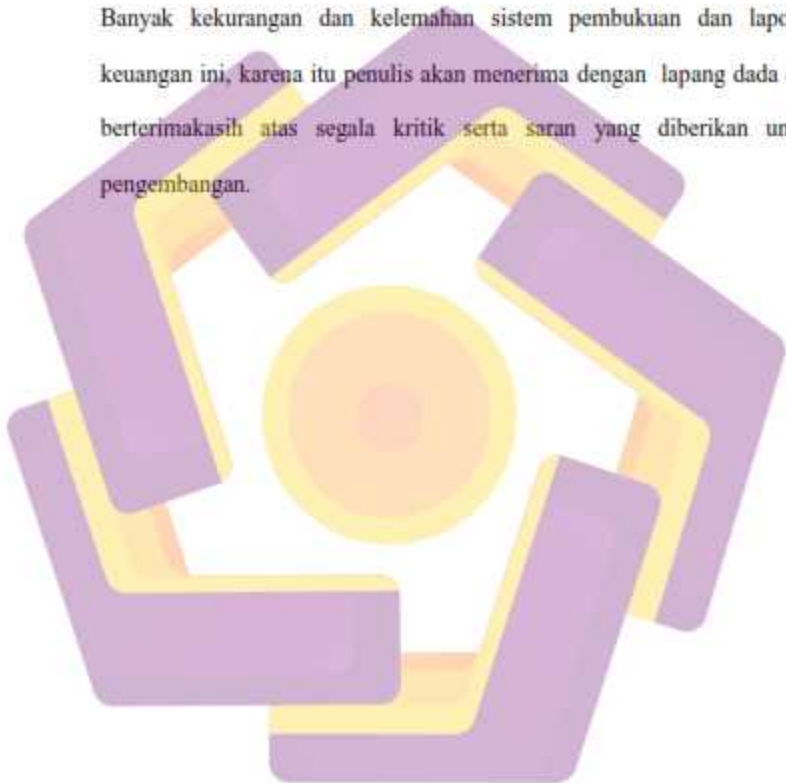 Banyak kekurangan dan kelemahan sistem pembukuan dan lapo
keuangan ini, karena itu penulis akan menerima dengan lapang dada
berterimakasih atas segala kritik serta saran yang diberikan un
pengembangan.